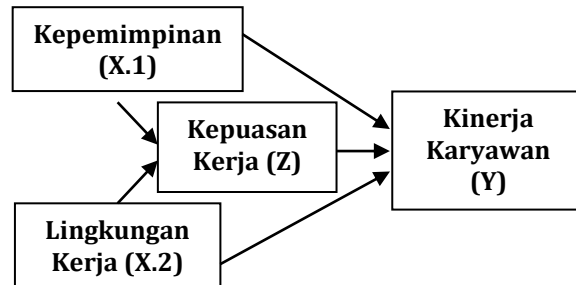 Kepemimpinan
(X.1)
Kepuasan
Kerja (Z)
Kinerja
Karyawan
(Y)
Lingkungan
Kerja (X.2)